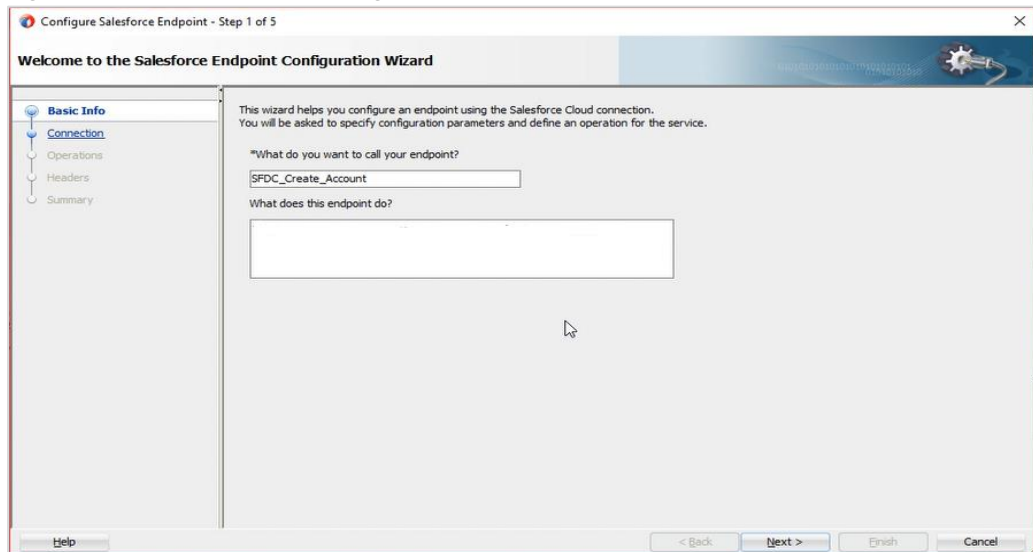 Configure Salesforce Endpoint - Step 1 of 5
Welcome to the Salesforce Endpoint Configuration Wizard
Basic Info
Connection
Operations
Headers
Summary
This wizard helps you configure an endpoint using the Salesforce Cloud connection.
You will be asked to specify configuration parameters and define an operation for the service.
*What do you want to call your endpoint?
SFDC_Create_Account
What does this endpoint do?
Help
< Back
Next >
Finish
Cancel